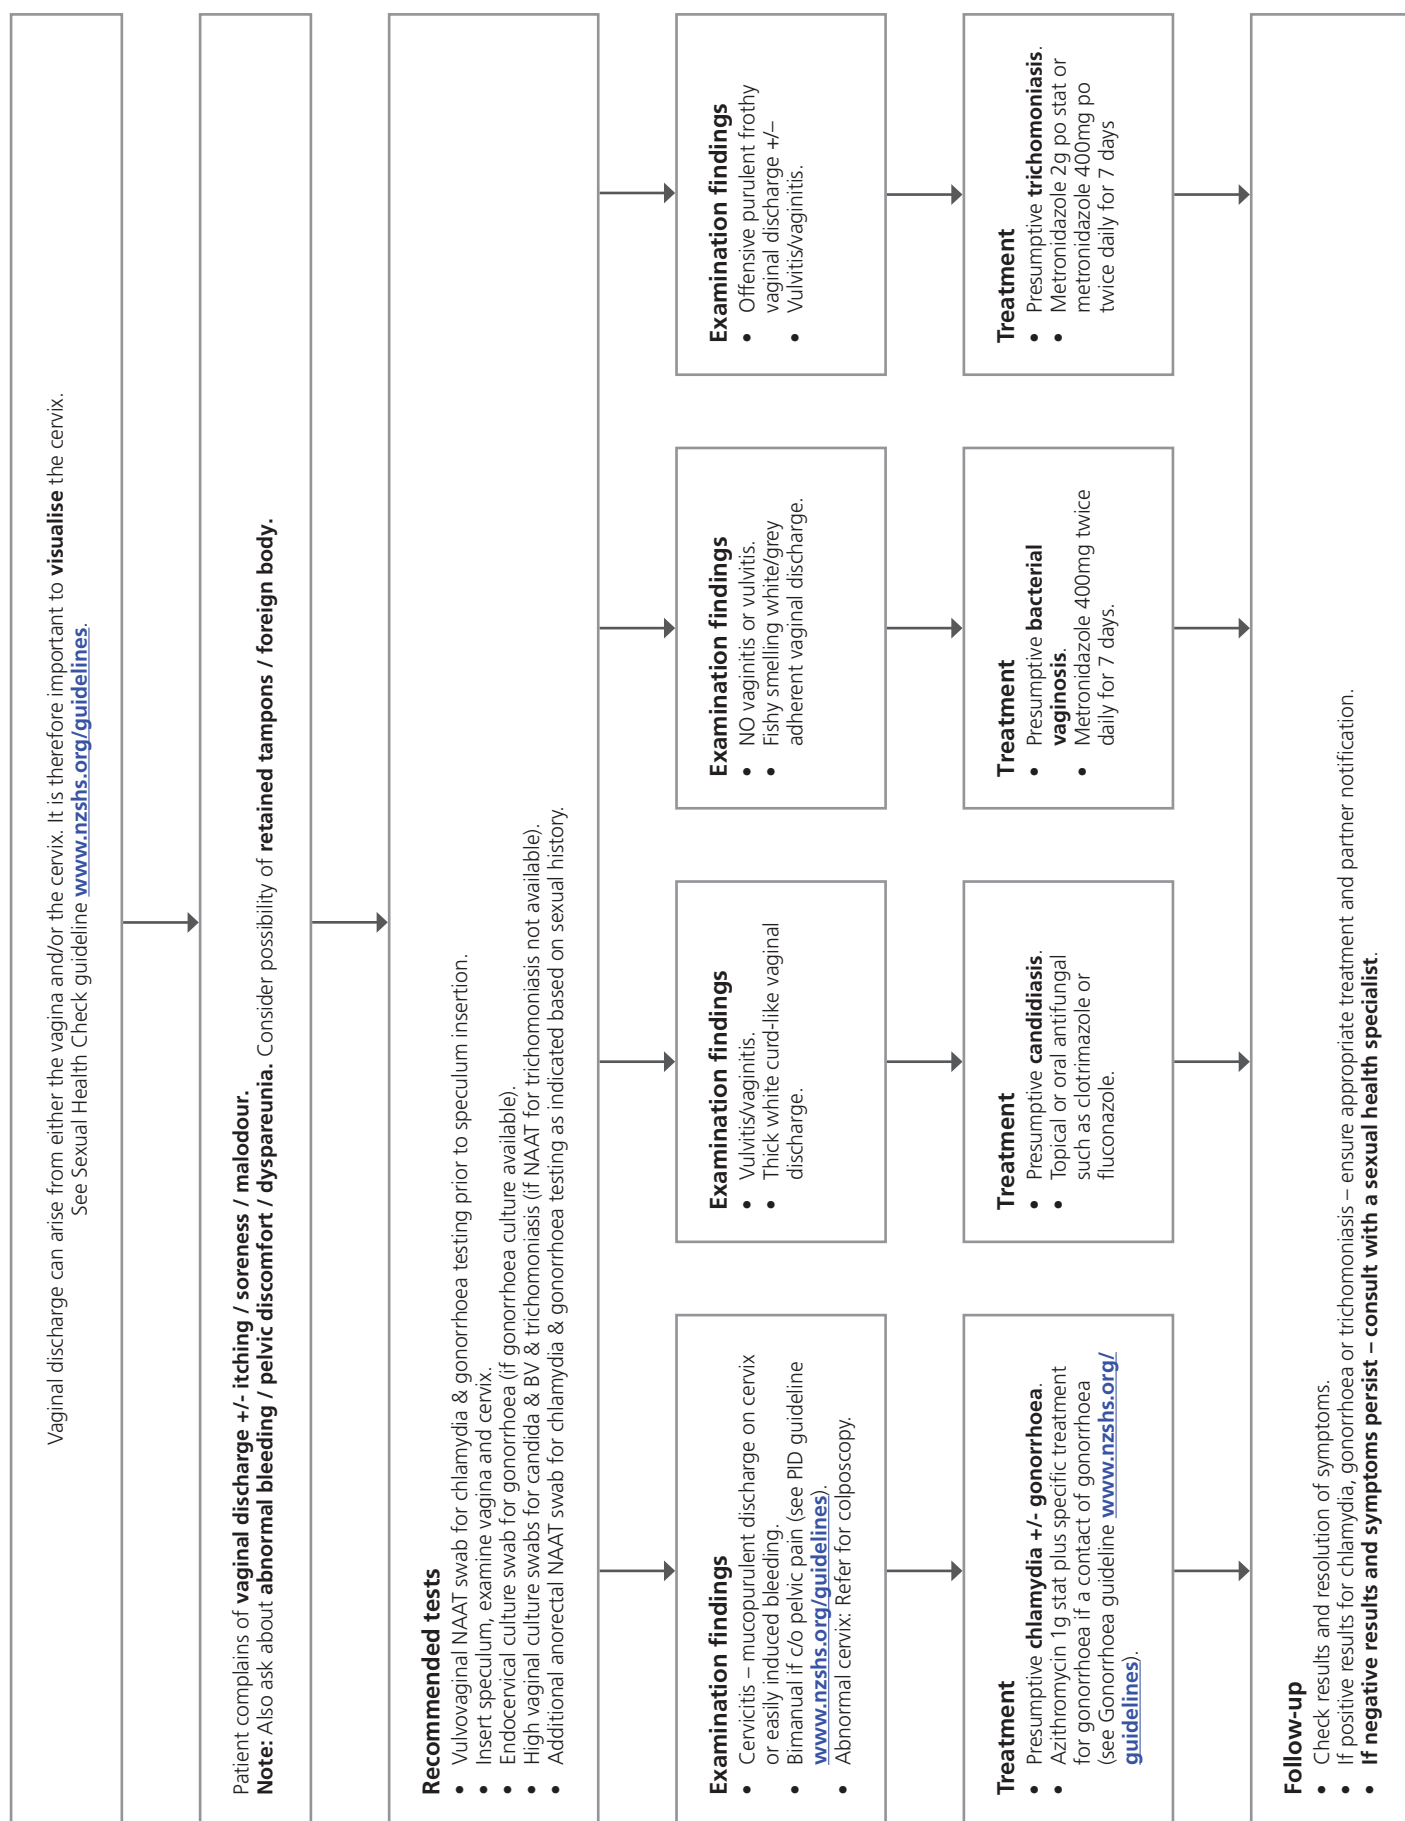 Vaginal discharge can arise from either the vagina and/or the cervix. It is therefore important to visualise the cervix.
See Sexual Health Check guideline www.nzshs.org/guidelines.
Patient complains of vaginal discharge +/- itching / soreness / malodour.
Note: Also ask about abnormal bleeding / pelvic discomfort / dyspareunia. Consider possibility of retained tampons / foreign body.
Recommended tests
• Vulvovaginal NAAT swab for chlamydia & gonorrhoea testing prior to speculum insertion.
• Insert speculum, examine vagina and cervix.
• Endocervical culture swab for gonorrhoea (if gonorrhoea culture available).
• High vaginal culture swabs for candida & BV & trichomoniasis (if NAAT for trichomoniasis not available).
• Additional anorectal NAAT swab for chlamydia & gonorrhoea testing as indicated based on sexual history.
Examination findings
• Cervicitis – mucopurulent discharge on cervix
or easily induced bleeding.
• Bimanual if c/o pelvic pain (see PID guideline
www.nzshs.org/guidelines).
• Abnormal cervix: Refer for colposcopy.
Examination findings
• Vulvitis/vaginitis.
• Thick white curd-like vaginal
discharge.
Examination findings
• NO vaginitis or vulvitis.
• Fishy smelling white/grey
adherent vaginal discharge.
Examination findings
• Offensive purulent frothy
vaginal discharge +/–
• Vulvitis/vaginitis.
Treatment
• Presumptive chlamydia +/- gonorrhoea.
• Azithromycin 1g stat plus specific treatment
for gonorrhoea if a contact of gonorrhoea
(see Gonorrhoea guideline www.nzshs.org/
guidelines).
Treatment
• Presumptive candidiasis.
• Topical or oral antifungal
such as clotrimazole or
fluconazole.
Treatment
• Presumptive bacterial
vaginosis.
• Metronidazole 400mg twice
daily for 7 days.
Treatment
• Presumptive trichomoniasis.
• Metronidazole 2g po stat or
metronidazole 400mg po
twice daily for 7 days
Follow-up
• Check results and resolution of symptoms.
• If positive results for chlamydia, gonorrhoea or trichomoniasis – ensure appropriate treatment and partner notification.
• If negative results and symptoms persist – consult with a sexual health specialist.